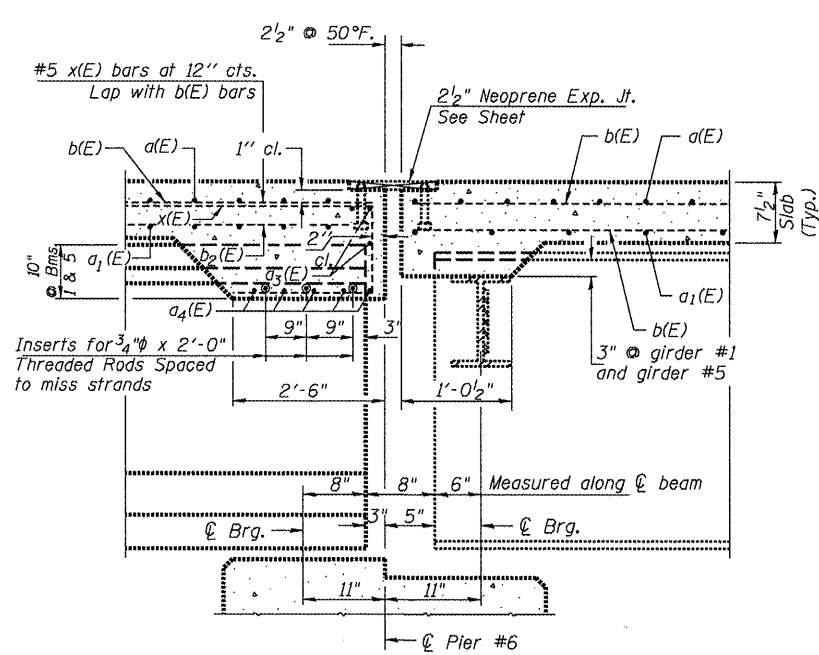 2½" @ 50°F.
#5 x(E) bars at 12" cts.
Lap with b(E) bars
2½" Neoprene Exp. Jt.
See Sheet
b(E)
a(E)
1" cl.
b(E)
a(E)
x(E)
7½"
Slab
(Typ.)
2"
cl.
10"
@ Bms.
1 & 5
a1(E)
b2(E)
a3(E)
a4(E)
a1(E)
b(E)
9"
9"
3"
Inserts for ¾"ϕ x 2'-0"
Threaded Rods Spaced
to miss strands
3" @ girder #1
and girder #5
2'-6"
1'-0½"
8"
8"
6"
Measured along ℄ beam
3"
5"
℄ Brg.
℄ Brg.
11"
11"
℄ Pier #6